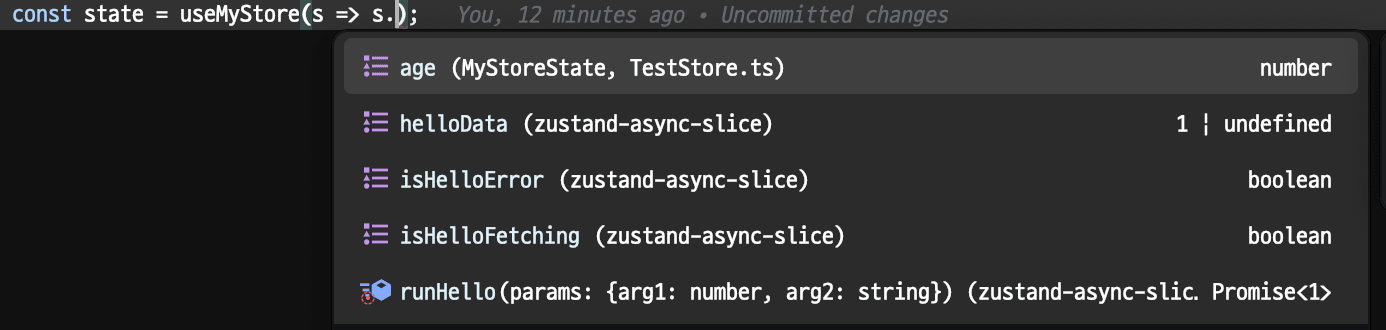 const state = useMyStore(s => s.);    You, 12 minutes ago • Uncommitted changes
age (MyStoreState, TestStore.ts) number
helloData (zustand-async-slice) 1 | undefined
isHelloError (zustand-async-slice) boolean
isHelloFetching (zustand-async-slice) boolean
runHello(params: {arg1: number, arg2: string}) (zustand-async-slic. Promise<1>